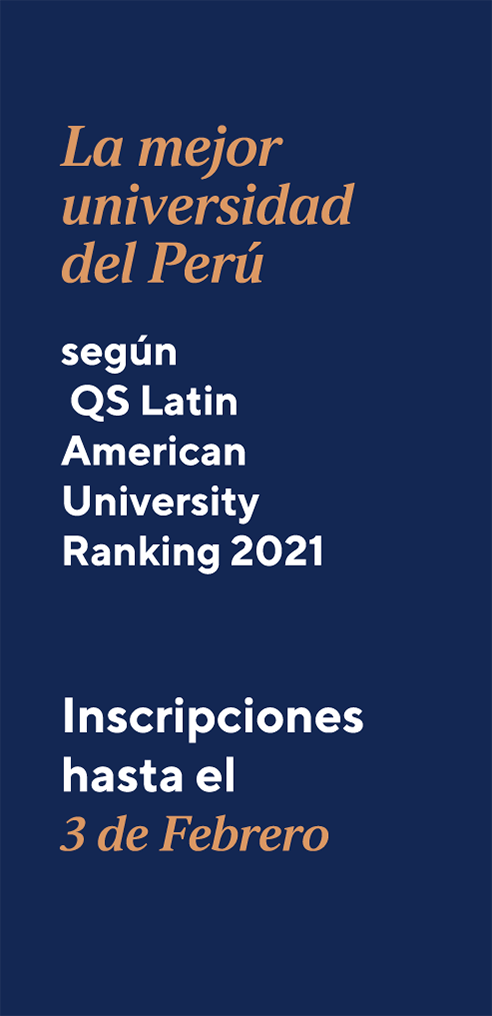 La mejor
universidad
del Perú
según
QS Latin
American
University
Ranking 2021
Inscripciones
hasta el
3 de Febrero